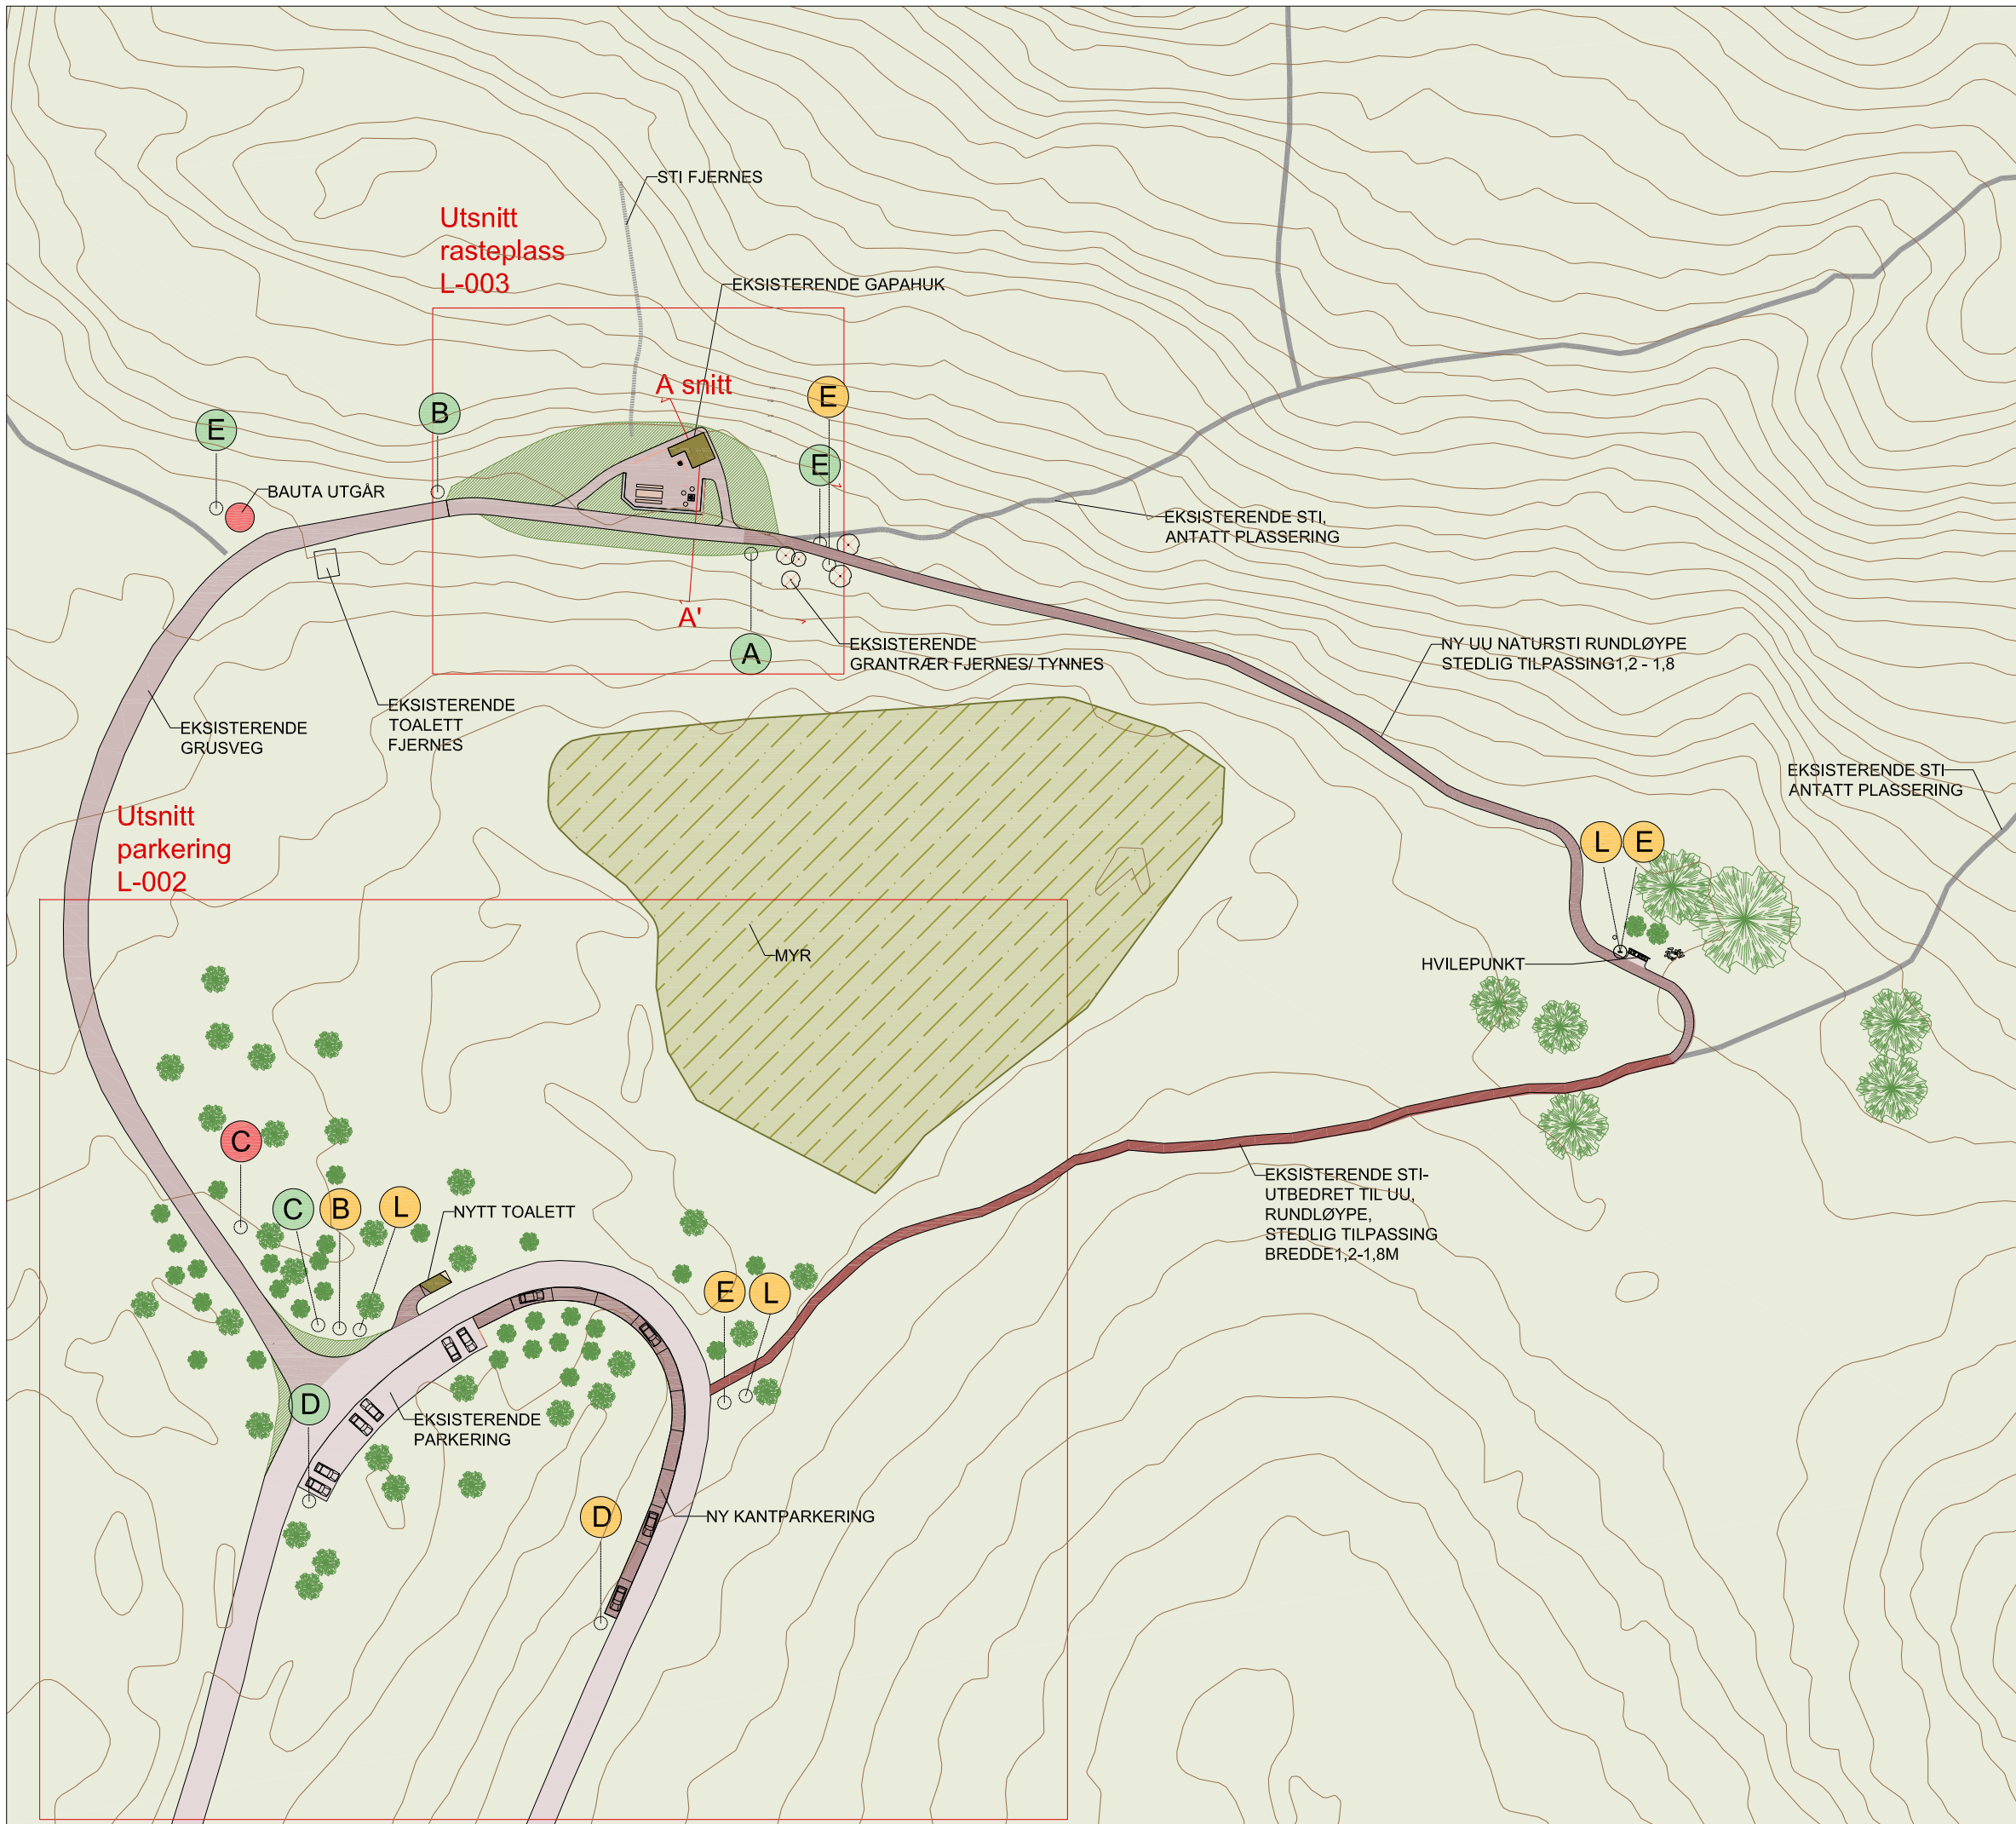 STI FJERNES
Utsnitt
rasteplass
L-003
EKSISTERENDE GAPAHUK
A snitt
E
B
E
E
BAUTA UTGÅR
EKSISTERENDE STI.
ANTATT PLASSERING
A'
A
EKSISTERENDE
GRANTRÆR FJERNES/ TYNNES
NY UU NATURSTI RUNDLØYPE
STEDLIG TILPASSING1,2 - 1,8
EKSISTERENDE
TOALETT
FJERNES
EKSISTERENDE
GRUSVEG
EKSISTERENDE STI
ANTATT PLASSERING
Utsnitt
parkering
L-002
L E
MYR
HVILEPUNKT
C
C B L
NYTT TOALETT
EKSISTERENDE STI-
UTBEDRET TIL UU,
RUNDLØYPE,
STEDLIG TILPASSING
BREDDE1,2-1,8M
E L
D
EKSISTERENDE
PARKERING
D
NY KANTPARKERING